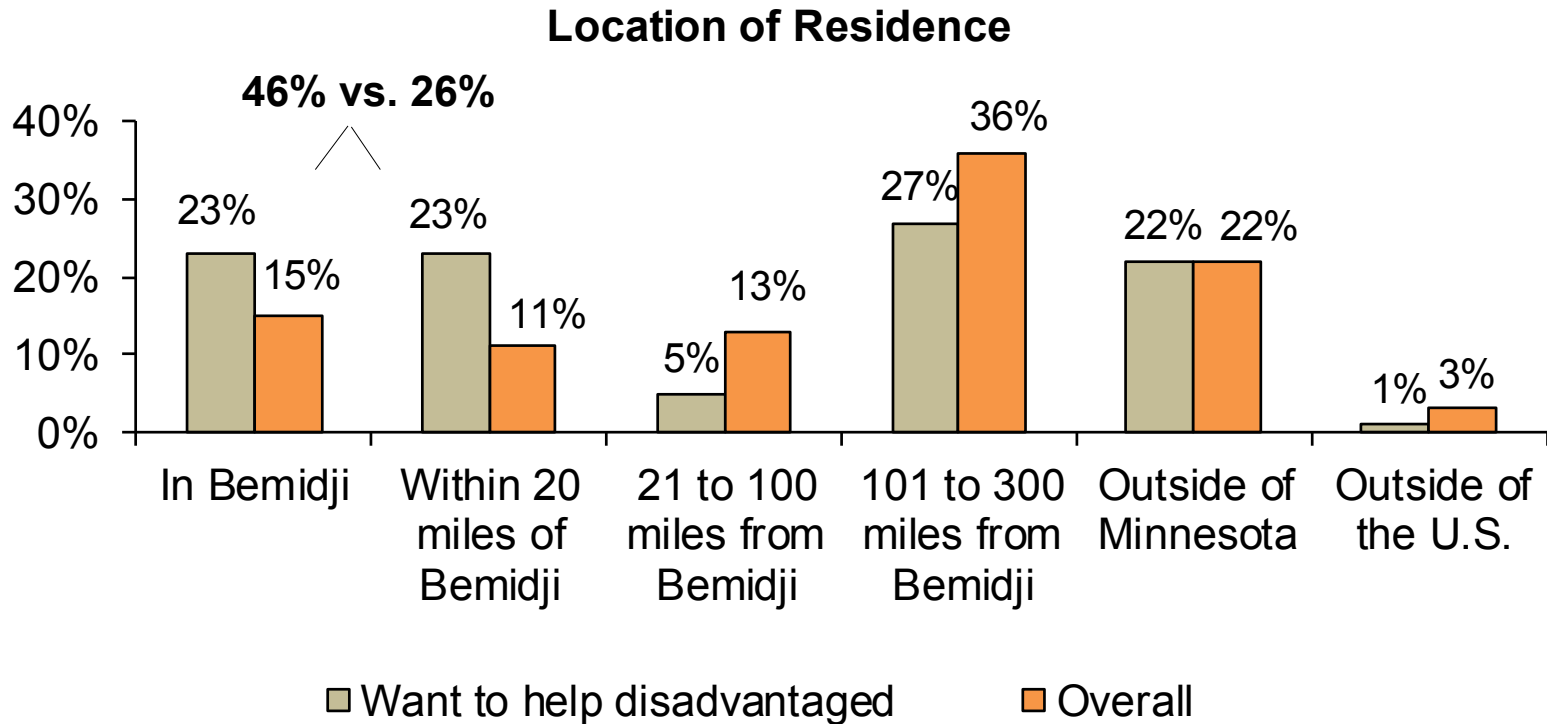 Location of Residence
46% vs. 26%
40%
30%
20%
10%
0%
23%
15%
23%
11%
5%
13%
27%
36%
22%
22%
1%
3%
In Bemidji
Within 20
miles of
Bemidji
21 to 100
miles from
Bemidji
101 to 300
miles from
Bemidji
Outside of
Minnesota
Outside of
the U.S.
Want to help disadvantaged
Overall